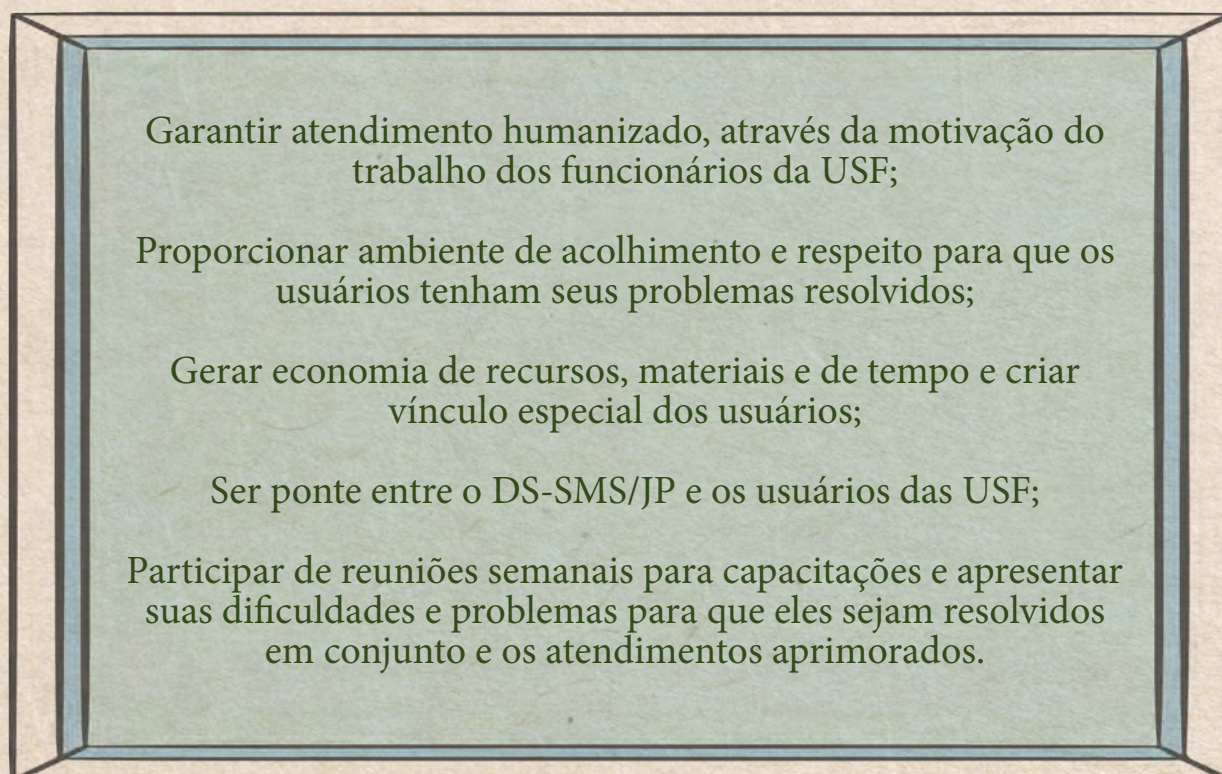 Garantir atendimento humanizado, através da motivação do
trabalho dos funcionários da USF;
Proporcionar ambiente de acolhimento e respeito para que os
usuários tenham seus problemas resolvidos;
Gerar economia de recursos, materiais e de tempo e criar
vínculo especial dos usuários;
Ser ponte entre o DS-SMS/JP e os usuários das USF;
Participar de reuniões semanais para capacitações e apresentar
suas dificuldades e problemas para que eles sejam resolvidos
em conjunto e os atendimentos aprimorados.